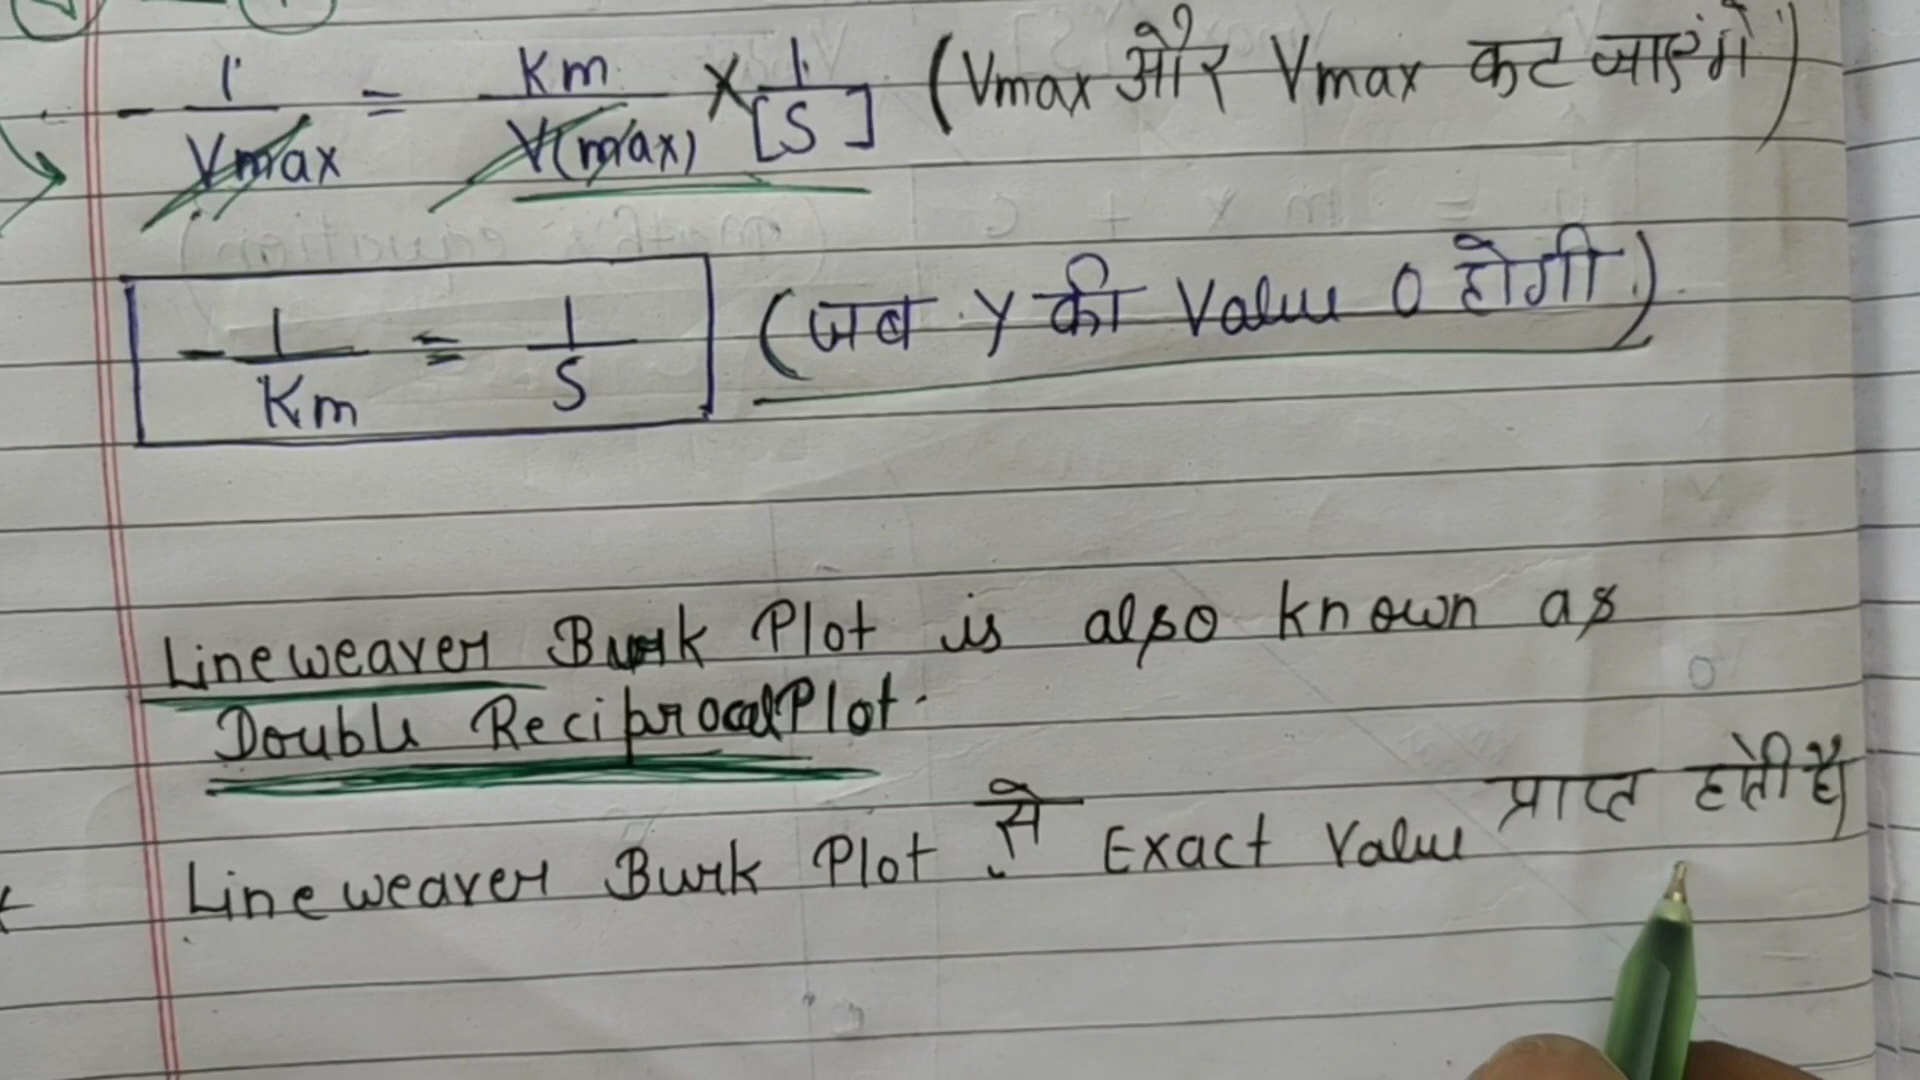 - 1/Vmax = Km/V(max) × 1/[S] (Vmax और Vmax कट जाएंगे)
- 1/Km = 1/S (जब Y की Value 0 होगी)
Lineweaver Burk Plot is also known as
Double Reciprocal Plot.
Lineweaver Burk Plot से Exact Value प्राप्त होती है